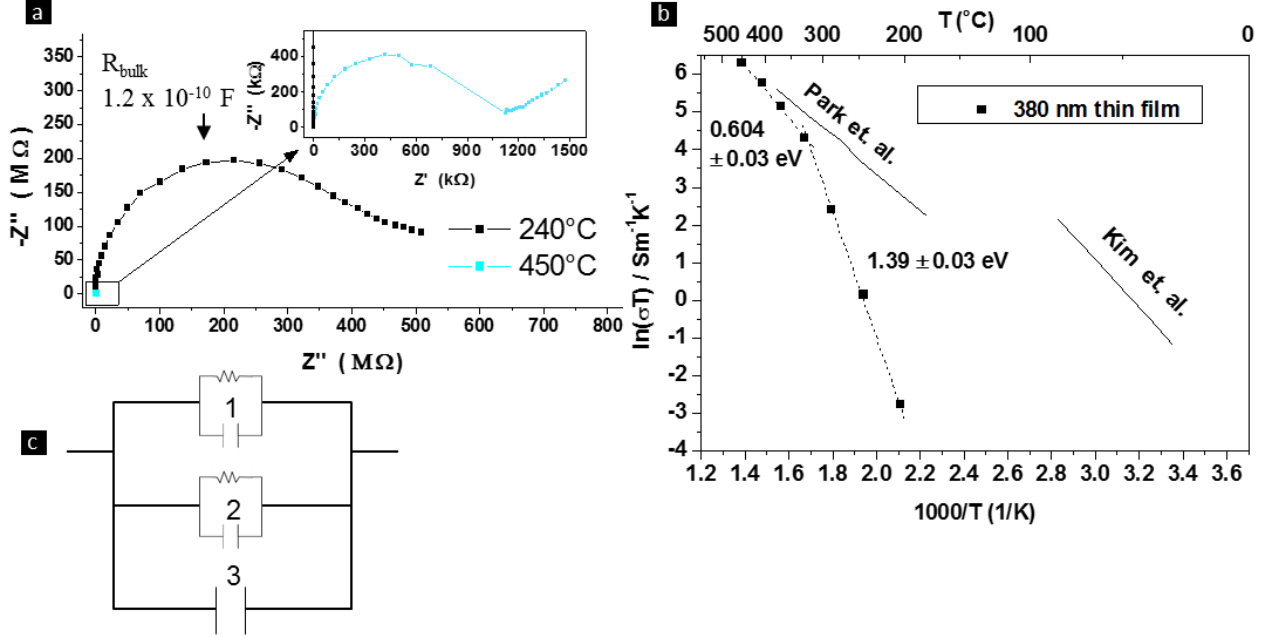 a
-Z'' (MΩ)
350
300
250
200
150
100
50
0
R_bulk
1.2 x 10^-10 F
-Z'' (kΩ)
400
200
0
0 300 600 900 1200 1500
Z' (kΩ)
240°C
450°C
0 100 200 300 400 500 600 700 800
Z'' (MΩ)
b
T (°C)
500 400 300 200 100 0
ln(σT) / Sm^-1K^-1
6
5
4
3
2
1
0
-1
-2
-3
-4
380 nm thin film
Park et. al.
0.604
±0.03 eV
1.39 ±0.03 eV
Kim et. al.
1.2 1.4 1.6 1.8 2.0 2.2 2.4 2.6 2.8 3.0 3.2 3.4 3.6
1000/T (1/K)
c
1
2
3